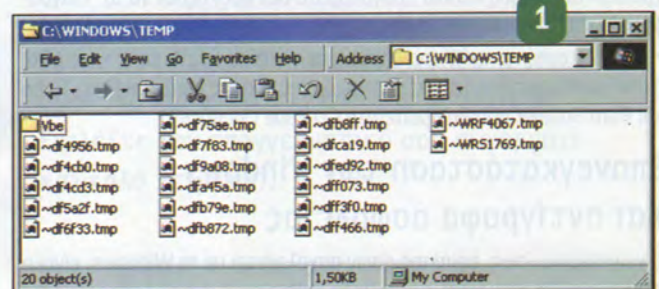 1
C:\WINDOWS\TEMP
File Edit View Go Favorites Help Address C:\WINDOWS\TEMP
Vbe
~df4956.tmp
~df4cb0.tmp
~df4cd3.tmp
~df5a2f.tmp
~df6f33.tmp
~df75ae.tmp
~df7f83.tmp
~df9a08.tmp
~dfa45a.tmp
~dfb79e.tmp
~dfb872.tmp
~dfb8ff.tmp
~dfca19.tmp
~dfed92.tmp
~dff073.tmp
~dff3f0.tmp
~dff466.tmp
~WRF4067.tmp
~WRS1769.tmp
20 object(s) 1,50KB My Computer